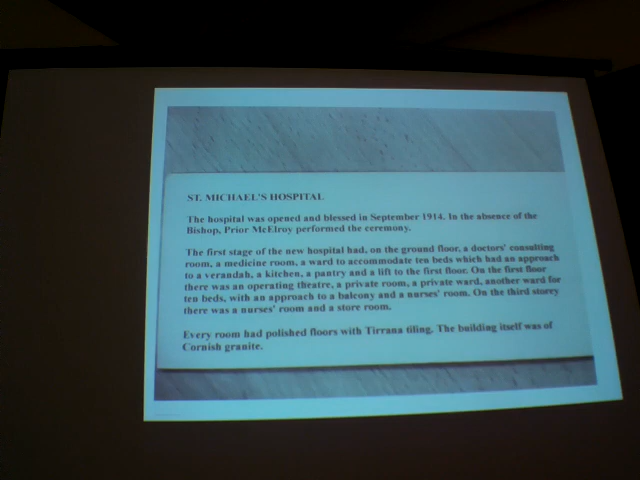 ST. MICHAEL'S HOSPITAL
The hospital was opened and blessed in September 1914. In the absence of the
Bishop, Prior McElroy performed the ceremony.
The first stage of the new hospital had, on the ground floor, a doctors' consulting
room, a medicine room, a ward to accommodate ten beds which had an approach
to a verandah, a kitchen, a pantry and a lift to the first floor. On the first floor
there was an operating theatre, a private room, a private ward, another ward for
ten beds, with an approach to a balcony and a nurses' room. On the third storey
there was a nurses' room and a store room.
Every room had polished floors with Tirrana tiling. The building itself was of
Cornish granite.